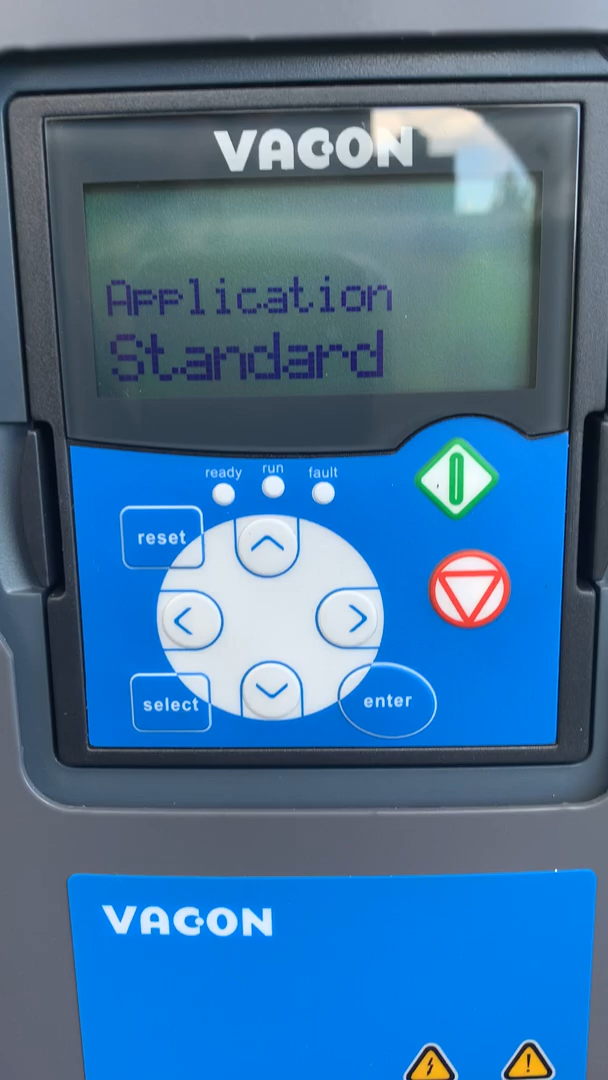 VACON
Application
Standard
ready run fault
reset
select
enter
VACON